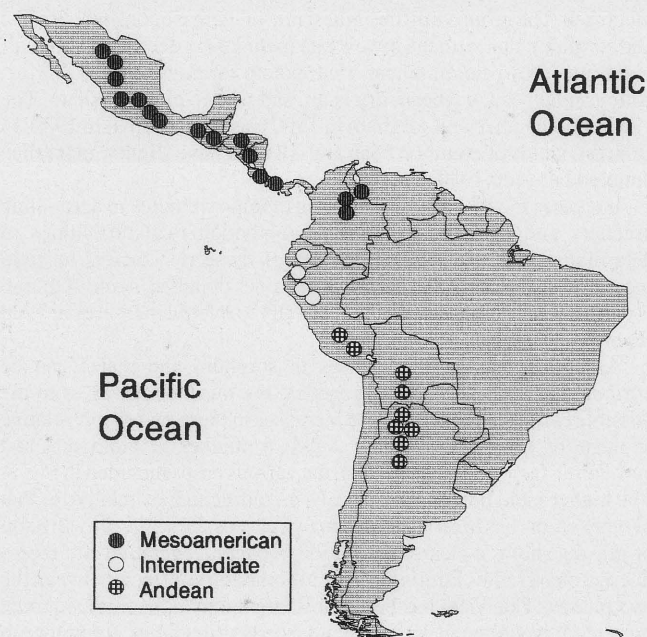 Atlantic
Ocean
Pacific
Ocean
Mesoamerican
Intermediate
Andean